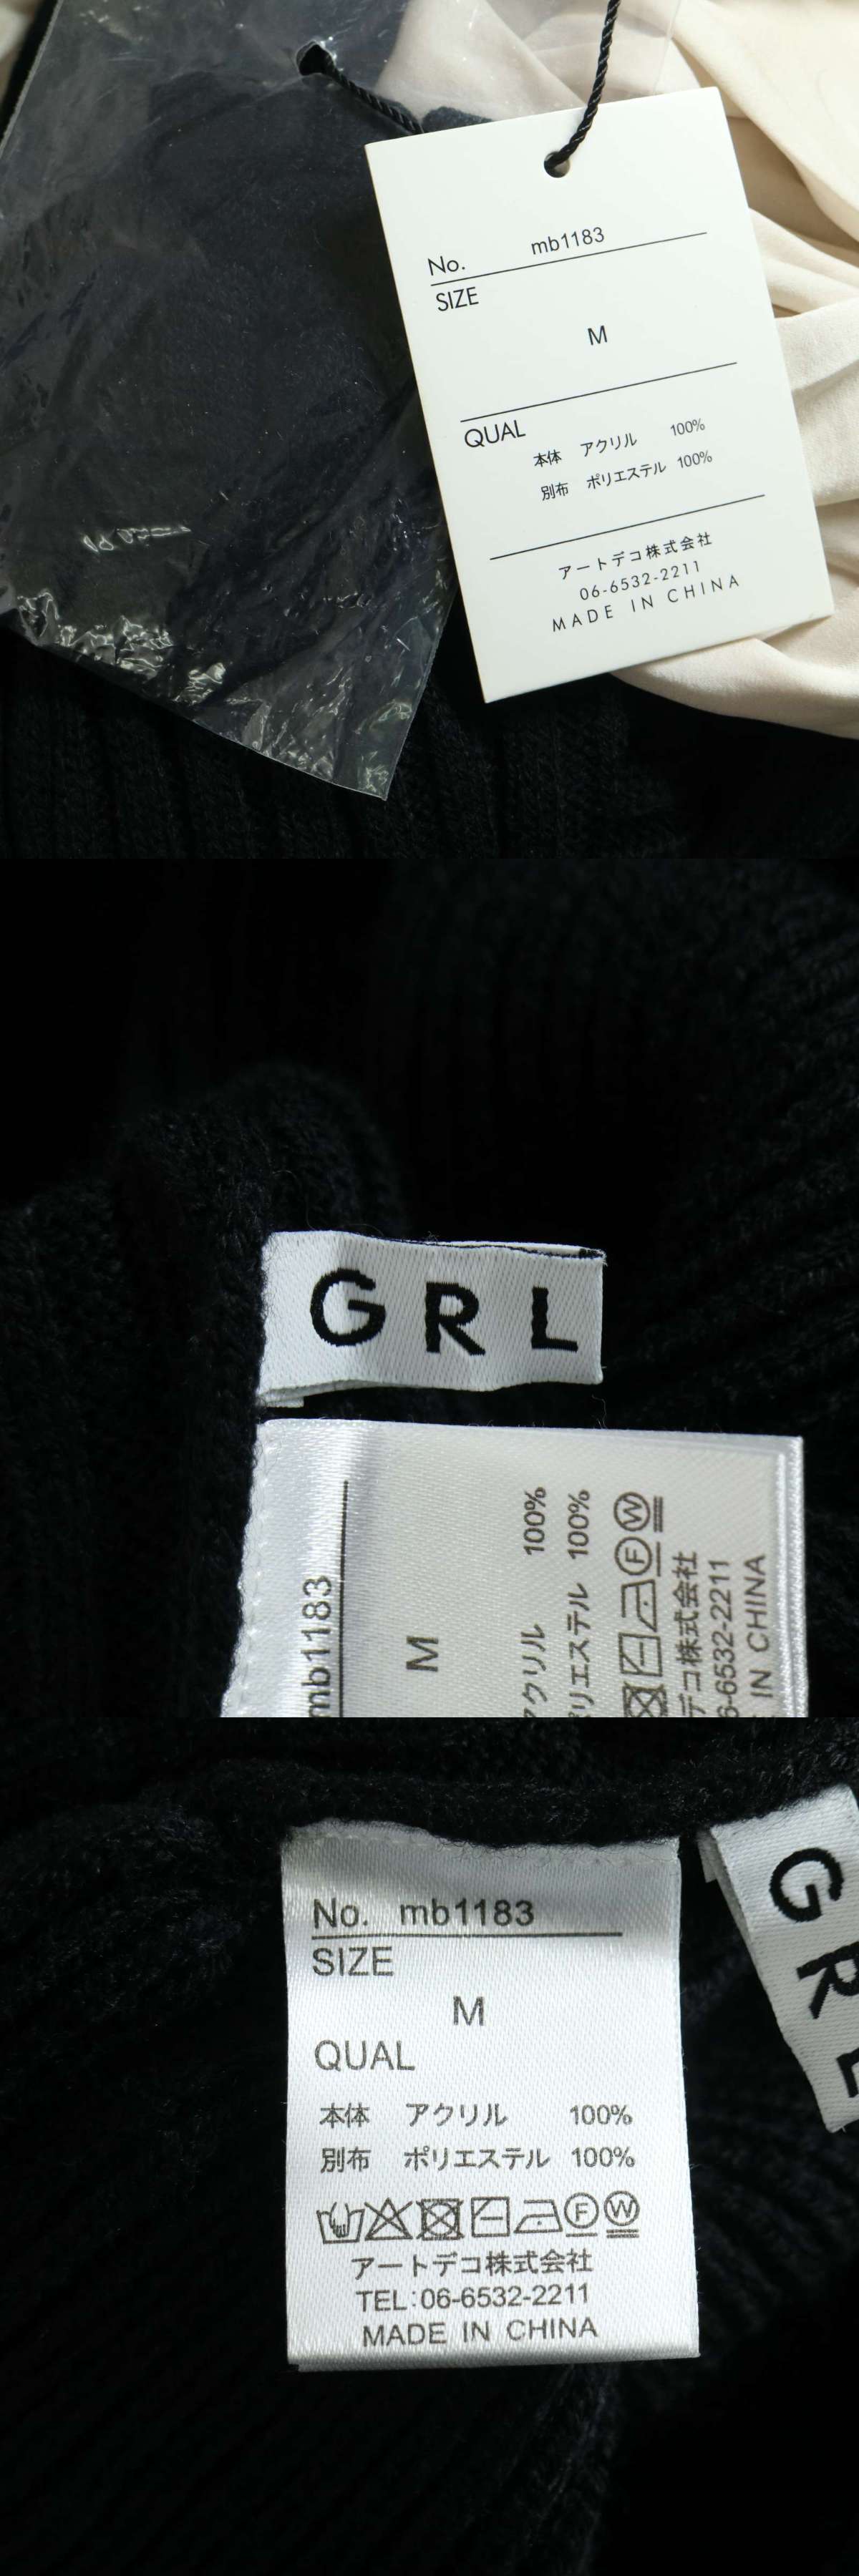 No. mb1183
SIZE
M
QUAL
本体 アクリル 100%
別布 ポリエステル 100%
アートデコ株式会社
06-6532-2211
MADE IN CHINA
GRL
mb1183
M
アクリル 100%
リエステル 100%
デコ株式会社
6-6532-2211
IN CHINA
No. mb1183
SIZE
M
QUAL
本体 アクリル 100%
別布 ポリエステル 100%
F W
アートデコ株式会社
TEL:06-6532-2211
MADE IN CHINA
GRL